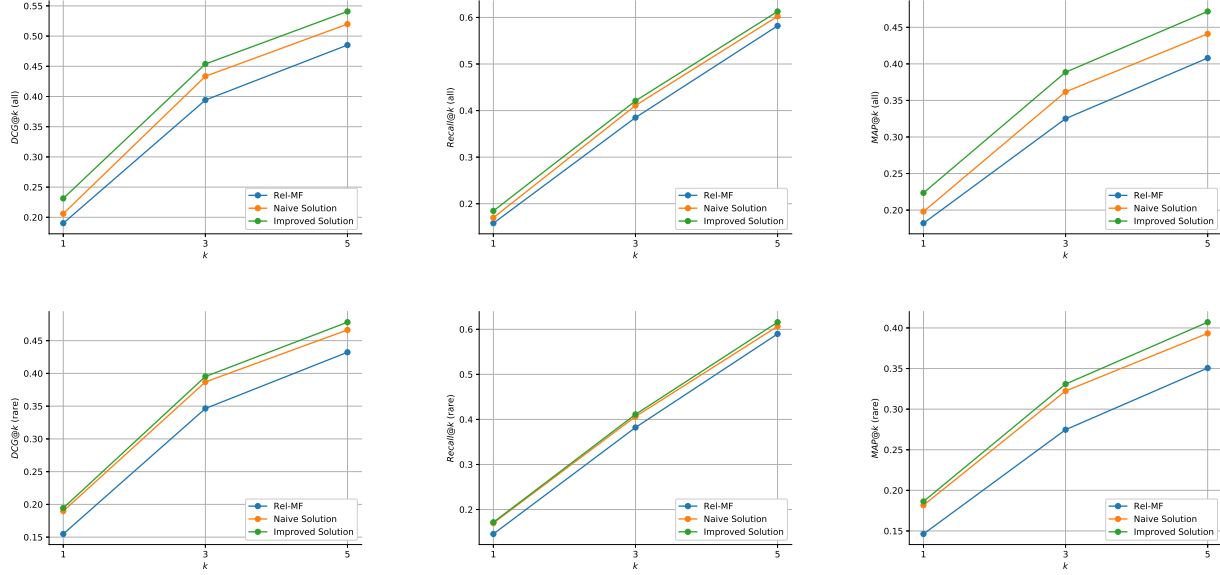 0.55
0.50
0.45
0.40
0.35
0.30
0.25
0.20
DCG@k (all)
1
3
5
k
Rel-MF
Naive Solution
Improved Solution
0.6
0.4
0.3
0.2
Recall@k (all)
1
3
5
k
Rel-MF
Naive Solution
Improved Solution
0.45
0.40
0.35
0.30
0.25
0.20
MAP@k (all)
1
3
5
k
Rel-MF
Naive Solution
Improved Solution
0.45
0.40
0.35
0.30
0.25
0.20
0.15
DCG@k (rare)
1
3
5
k
Rel-MF
Naive Solution
Improved Solution
0.6
0.4
0.3
0.2
Recall@k (rare)
1
3
5
k
Rel-MF
Naive Solution
Improved Solution
0.40
0.35
0.30
0.25
0.20
0.15
MAP@k (rare)
1
3
5
k
Rel-MF
Naive Solution
Improved Solution